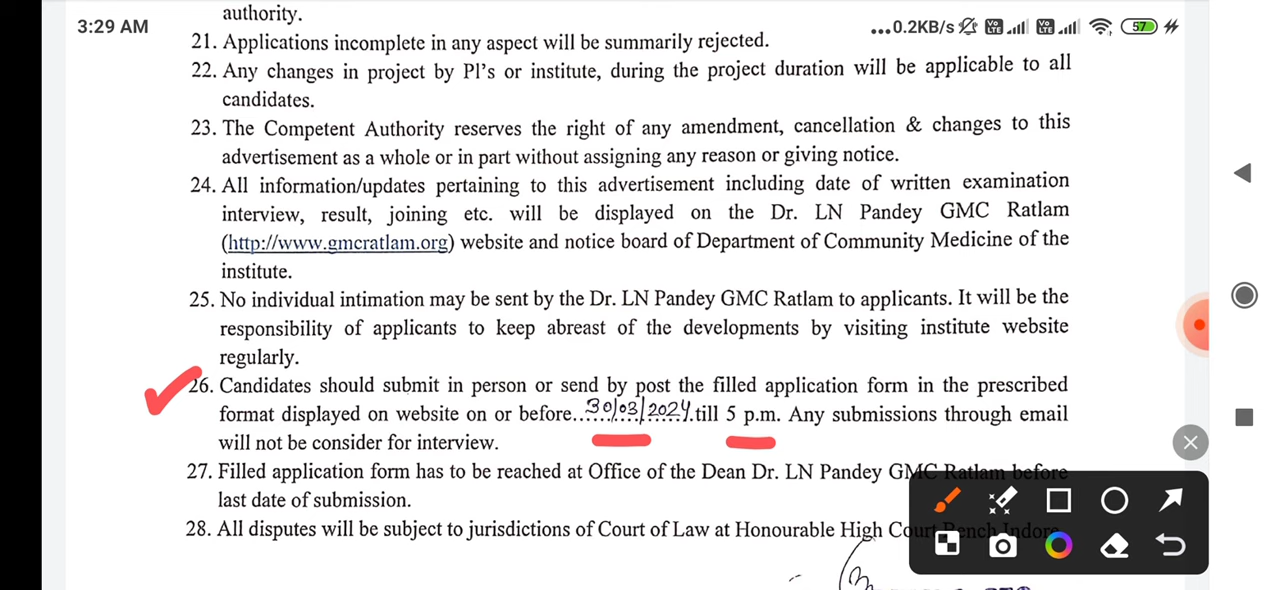 authority.
3:29 AM
...0.2KB/s Vo LTE Vo LTE 57
21. Applications incomplete in any aspect will be summarily rejected.
22. Any changes in project by PI's or institute, during the project duration will be applicable to all
candidates.
23. The Competent Authority reserves the right of any amendment, cancellation & changes to this
advertisement as a whole or in part without assigning any reason or giving notice.
24. All information/updates pertaining to this advertisement including date of written examination
interview, result, joining etc. will be displayed on the Dr. LN Pandey GMC Ratlam
(http://www.gmcratlam.org) website and notice board of Department of Community Medicine of the
institute.
25. No individual intimation may be sent by the Dr. LN Pandey GMC Ratlam to applicants. It will be the
responsibility of applicants to keep abreast of the developments by visiting institute website
regularly.
26. Candidates should submit in person or send by post the filled application form in the prescribed
format displayed on website on or before..30/03/2024.till 5 p.m. Any submissions through email
will not be consider for interview.
27. Filled application form has to be reached at Office of the Dean Dr. LN Pandey GMC Ratlam before
last date of submission.
28. All disputes will be subject to jurisdictions of Court of Law at Honourable High Court Bench Indore